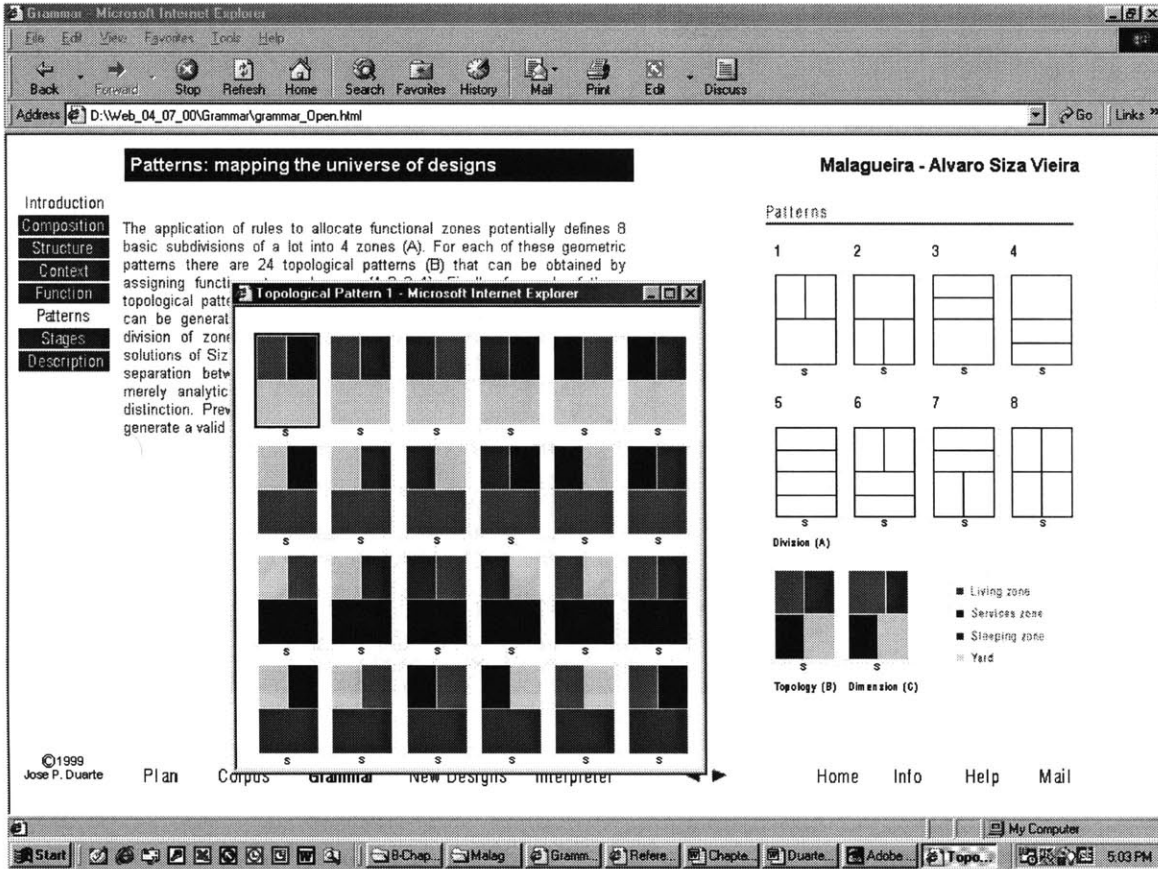 Grammar - Microsoft Internet Explorer
File Edit View Favorites Tools Help
Back Forward Stop Refresh Home Search Favorites History Mail Print Edit Discuss
Address D:\Web_04_07_00\Grammar\grammar_Open.html Go Links »
Patterns: mapping the universe of designs
Malagueira - Alvaro Siza Vieira
Introduction
Composition
Structure
Context
Function
Patterns
Stages
Description
The application of rules to allocate functional zones potentially defines 8
basic subdivisions of a lot into 4 zones (A). For each of these geometric
patterns there are 24 topological patterns (B) that can be obtained by
assigning
topological
can be
division of
solutions of Siz
separation
merely analytic
distinction.
generate a valid
Topological Pattern 1 - Microsoft Internet Explorer
s s s s s s
s s s s s s
s s s s s s
s s s s s s
Patterns
1 2 3 4
s s s s
5 6 7 8
s s s s
Division (A)
s s
Topology (B) Dimension (C)
Living zone
Services zone
Sleeping zone
Yard
©1999
Jose P. Duarte
Plan Corpus Grammar New Designs Interpreter
Home Info Help Mail
My Computer
Start B-Chap... Malag Gramm... Refere... Chapte... Duarte... Adobe ... Topo... 5:03 PM